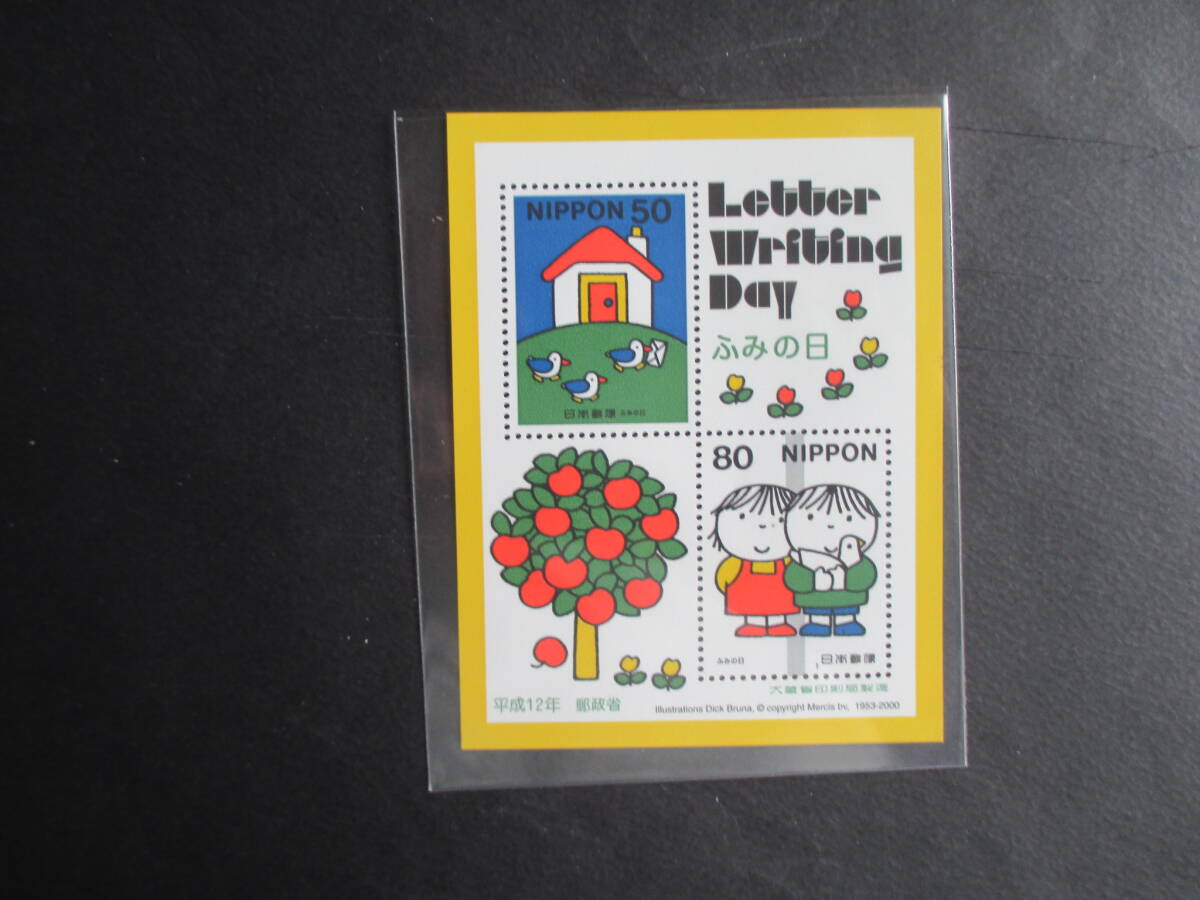 NIPPON 50
日本郵便 ふみの日
Letter
Writing
Day
ふみの日
80 NIPPON
ふみの日
日本郵便
大蔵省印刷局製造
平成12年 郵政省
Illustrations Dick Bruna, © copyright Mercis bv, 1953-2000